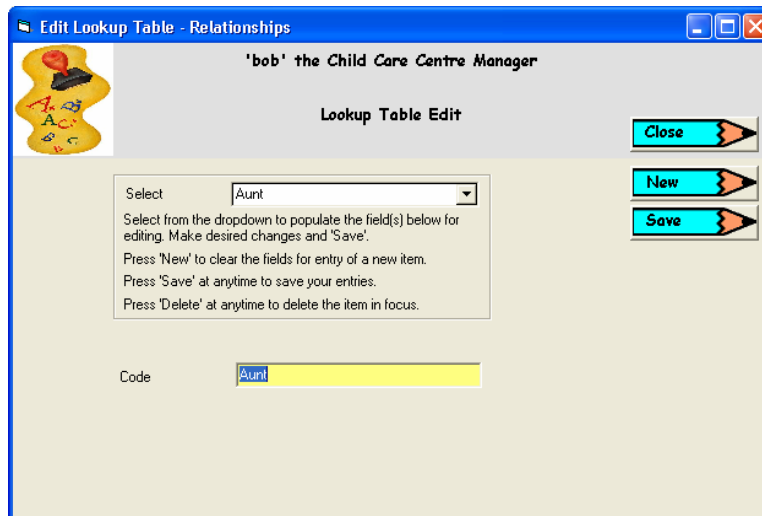 Edit Lookup Table - Relationships
'bob' the Child Care Centre Manager
Lookup Table Edit
Close
New
Save
Select
Aunt
Select from the dropdown to populate the field(s) below for
editing. Make desired changes and 'Save'.
Press 'New' to clear the fields for entry of a new item.
Press 'Save' at anytime to save your entries.
Press 'Delete' at anytime to delete the item in focus.
Code
Aunt